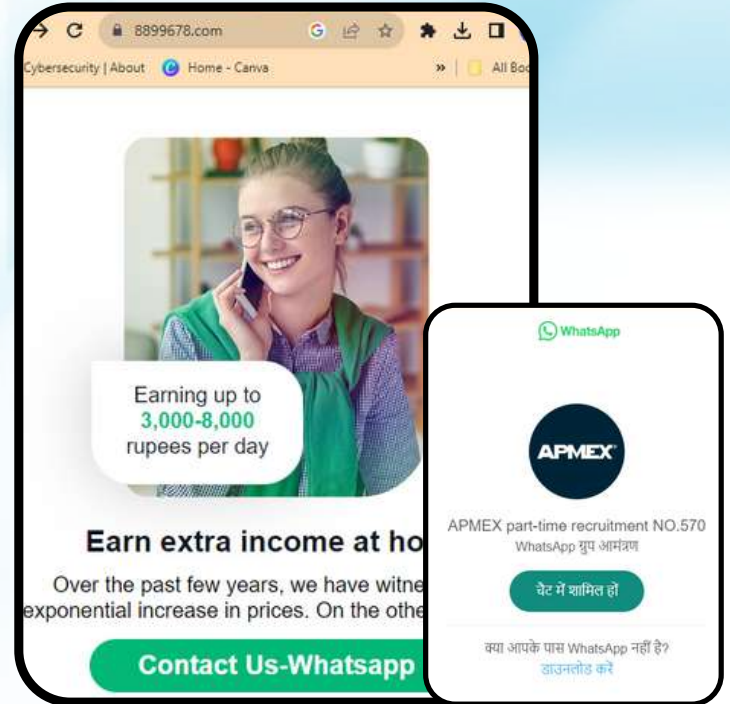 8899678.com
Cybersecurity | About
Home - Canva
»
All Boo
Earning up to
3,000-8,000
rupees per day
Earn extra income at ho
Over the past few years, we have witne
exponential increase in prices. On the othe
Contact Us-Whatsapp
WhatsApp
APMEX
APMEX part-time recruitment NO.570
WhatsApp ग्रुप आमंत्रण
चैट में शामिल हों
क्या आपके पास WhatsApp नहीं है?
डाउनलोड करें